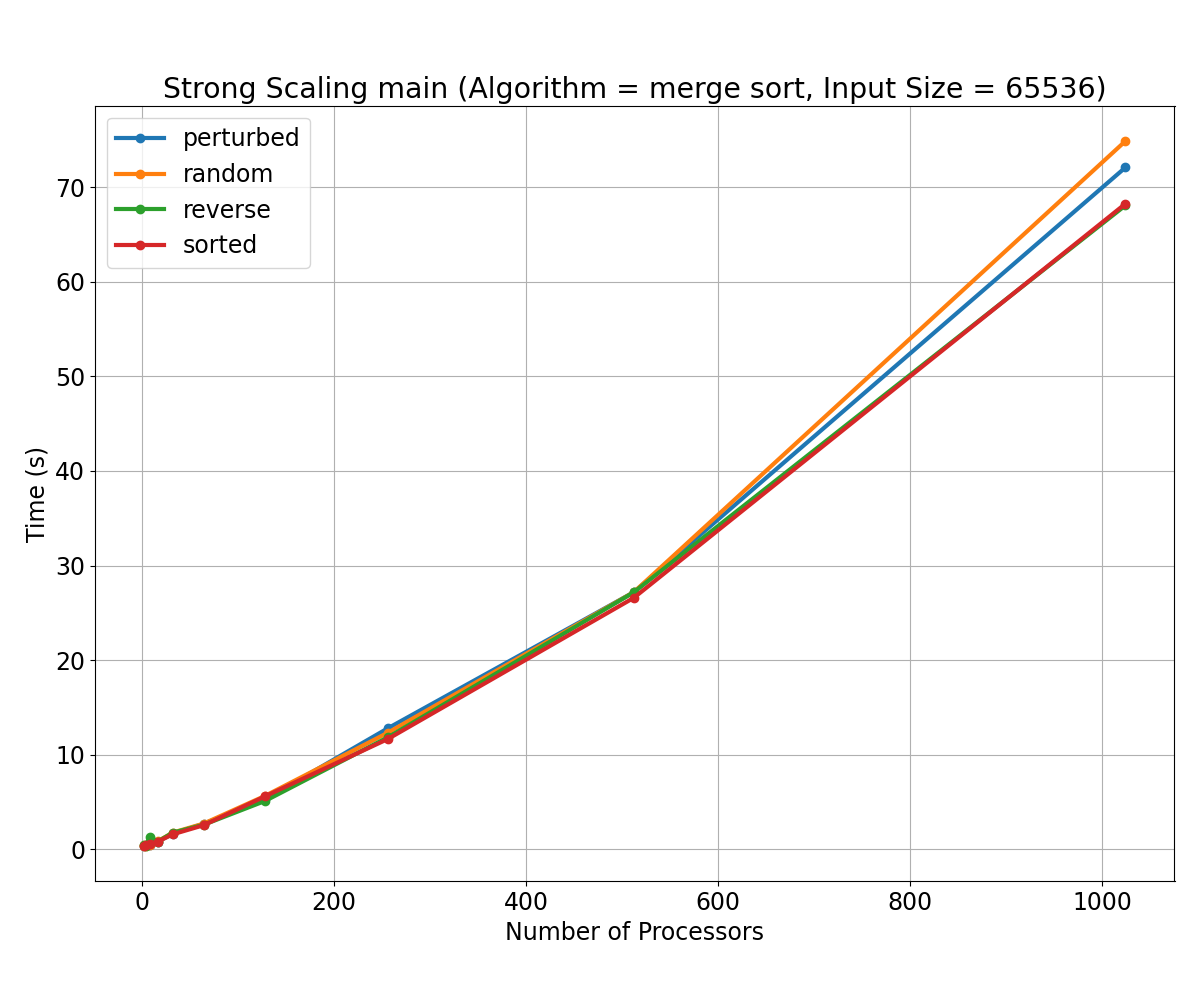 Strong Scaling main (Algorithm = merge sort, Input Size = 65536)
perturbed
random
reverse
sorted
70
60
50
40
30
20
10
0
Time (s)
0 200 400 600 800 1000
Number of Processors